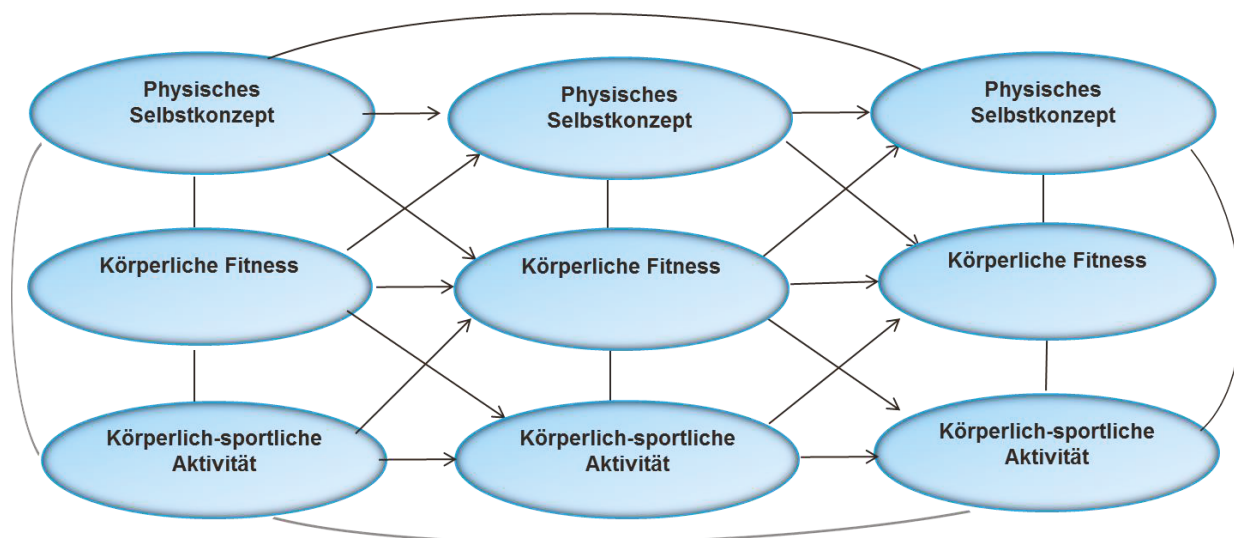 Physisches
Selbstkonzept
Physisches
Selbstkonzept
Physisches
Selbstkonzept
Körperliche Fitness
Körperliche Fitness
Körperliche Fitness
Körperlich-sportliche
Aktivität
Körperlich-sportliche
Aktivität
Körperlich-sportliche
Aktivität